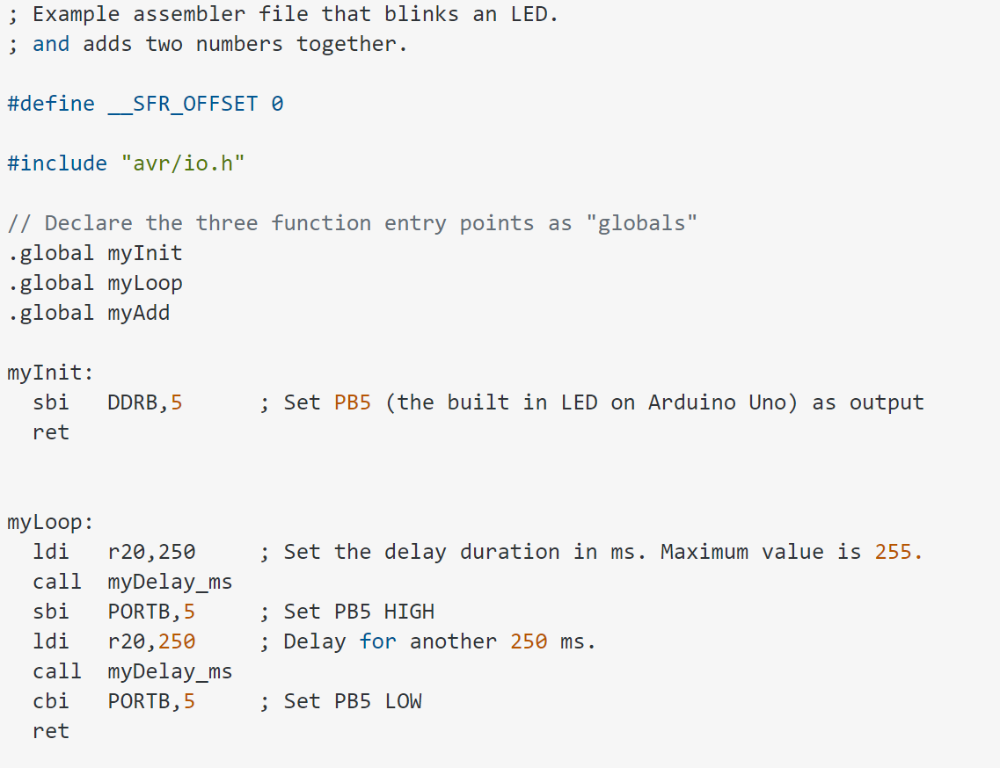 ; Example assembler file that blinks an LED.
; and adds two numbers together.
#define __SFR_OFFSET 0
#include "avr/io.h"
// Declare the three function entry points as "globals"
.global myInit
.global myLoop
.global myAdd
myInit:
  sbi   DDRB,5      ; Set PB5 (the built in LED on Arduino Uno) as output
  ret
myLoop:
  ldi   r20,250     ; Set the delay duration in ms. Maximum value is 255.
  call  myDelay_ms
  sbi   PORTB,5     ; Set PB5 HIGH
  ldi   r20,250     ; Delay for another 250 ms.
  call  myDelay_ms
  cbi   PORTB,5     ; Set PB5 LOW
  ret